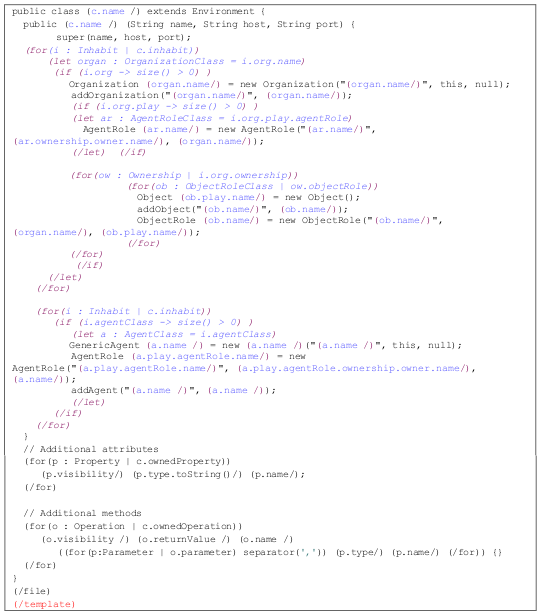 public class (c.name /) extends Environment {
public (c.name /) (String name, String host, String port) {
super(name, host, port);
(for(i : Inhabit | c.inhabit))
(let organ : OrganizationClass = i.org.name)
(if (i.org -> size() > 0) )
Organization (organ.name/) = new Organization("(organ.name/)", this, null);
addOrganization("(organ.name/)", (organ.name/));
(if (i.org.play -> size() > 0) )
(let ar : AgentRoleClass = i.org.play.agentRole)
AgentRole (ar.name/) = new AgentRole("(ar.name/)",
(ar.ownership.owner.name/), (organ.name/));
(/let) (/if)
(for(ow : Ownership | i.org.ownership))
(for(ob : ObjectRoleClass | ow.objectRole))
Object (ob.play.name/) = new Object();
addObject("(ob.name/)", (ob.name/));
ObjectRole (ob.name/) = new ObjectRole("(ob.name/)",
(organ.name/), (ob.play.name/));
(/for)
(/for)
(/if)
(/let)
(/for)
(for(i : Inhabit | c.inhabit))
(if (i.agentClass -> size() > 0) )
(let a : AgentClass = i.agentClass)
GenericAgent (a.name /) = new (a.name /)("(a.name /)", this, null);
AgentRole (a.play.agentRole.name/) = new
AgentRole("(a.play.agentRole.name/)", (a.play.agentRole.ownership.owner.name/),
(a.name/));
addAgent("(a.name /)", (a.name /));
(/let)
(/if)
(/for)
}
// Additional attributes
(for(p : Property | c.ownedProperty))
(p.visibility/) (p.type.toString()/) (p.name/);
(/for)
// Additional methods
(for(o : Operation | c.ownedOperation))
(o.visibility /) (o.returnValue /) (o.name /)
((for(p:Parameter | o.parameter) separator(',')) (p.type/) (p.name/) (/for)) {}
(/for)
}
(/file)
(/template)